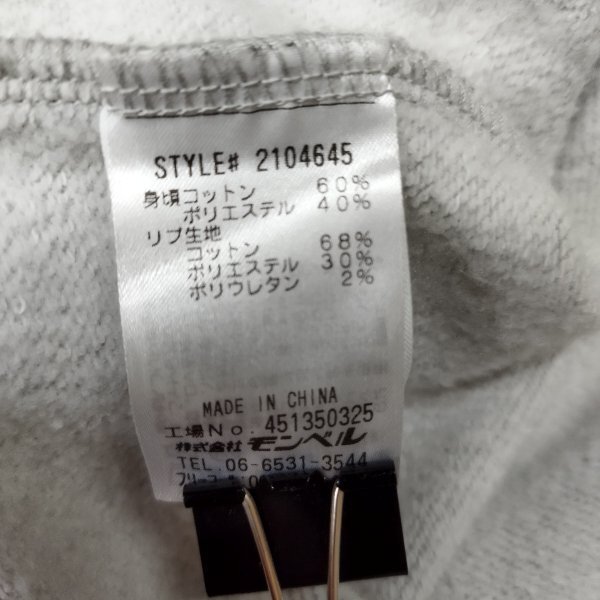 STYLE# 2104645
身頃コットン 60%
ポリエステル 40%
リブ生地
コットン 68%
ポリエステル 30%
ポリウレタン 2%
MADE IN CHINA
工場No. 451350325
株式会社 モンベル
TEL. 06-6531-3544